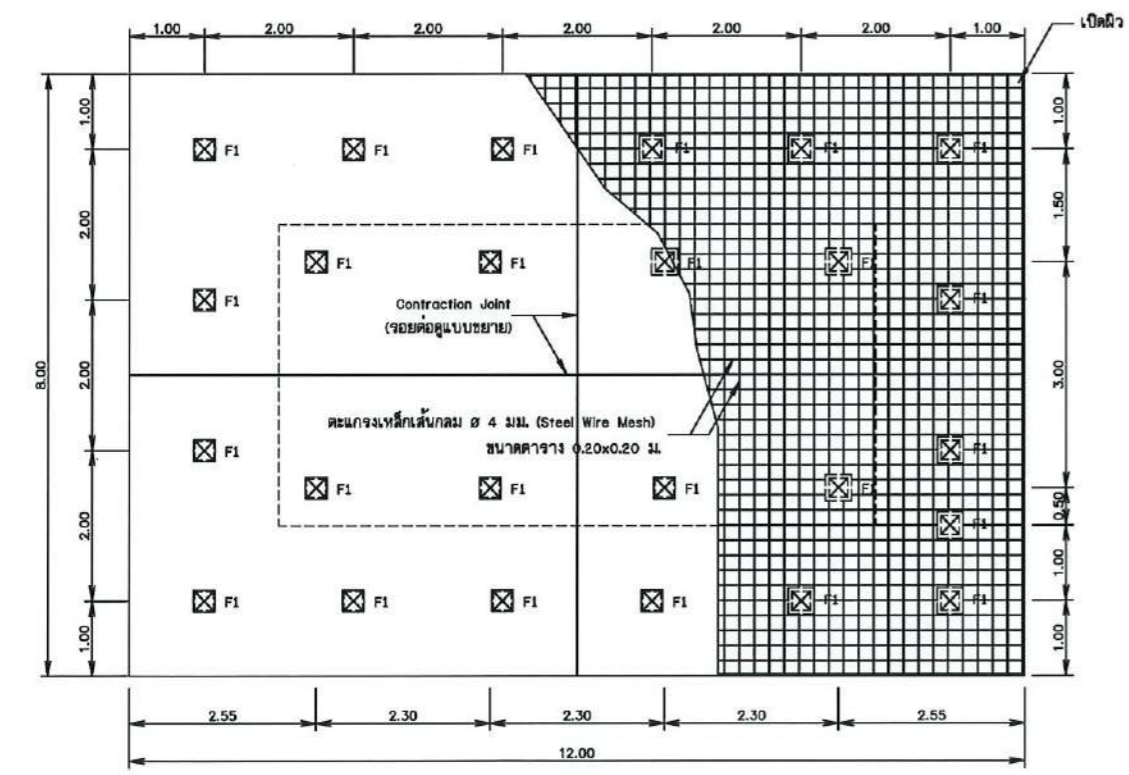 เปิดผิว
1.00 2.00 2.00 2.00 2.00 2.00 1.00
1.00 1.00
F1 F1 F1 F1 F1 F1
2.00 1.50
F1 F1 F1 F1
F1 F1
Contraction Joint
(รอยต่อดูแบบขยาย)
8.00 2.00 3.00
ตะแกรงเหล็กเส้นกลม ø 4 มม. (Steel Wire Mesh)
ขนาดตาราง 0.20x0.20 ม.
F1 F1
F1 F1 F1 F1
2.00 0.50
F1
1.00
F1 F1 F1 F1 F1 F1
1.00 1.00
2.55 2.30 2.30 2.30 2.55
12.00